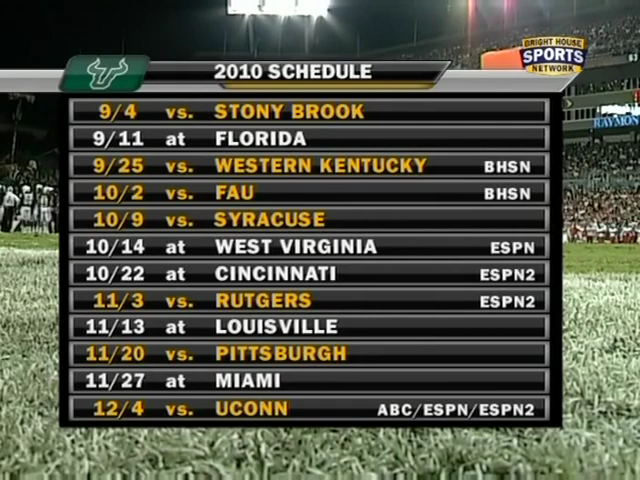 BRIGHT HOUSE
SPORTS
NETWORK
2010 SCHEDULE
9/4 vs. STONY BROOK
9/11 at FLORIDA
9/25 vs. WESTERN KENTUCKY BHSN
10/2 vs. FAU BHSN
10/9 vs. SYRACUSE
10/14 at WEST VIRGINIA ESPN
10/22 at CINCINNATI ESPN2
11/3 vs. RUTGERS ESPN2
11/13 at LOUISVILLE
11/20 vs. PITTSBURGH
11/27 at MIAMI
12/4 vs. UCONN ABC/ESPN/ESPN2